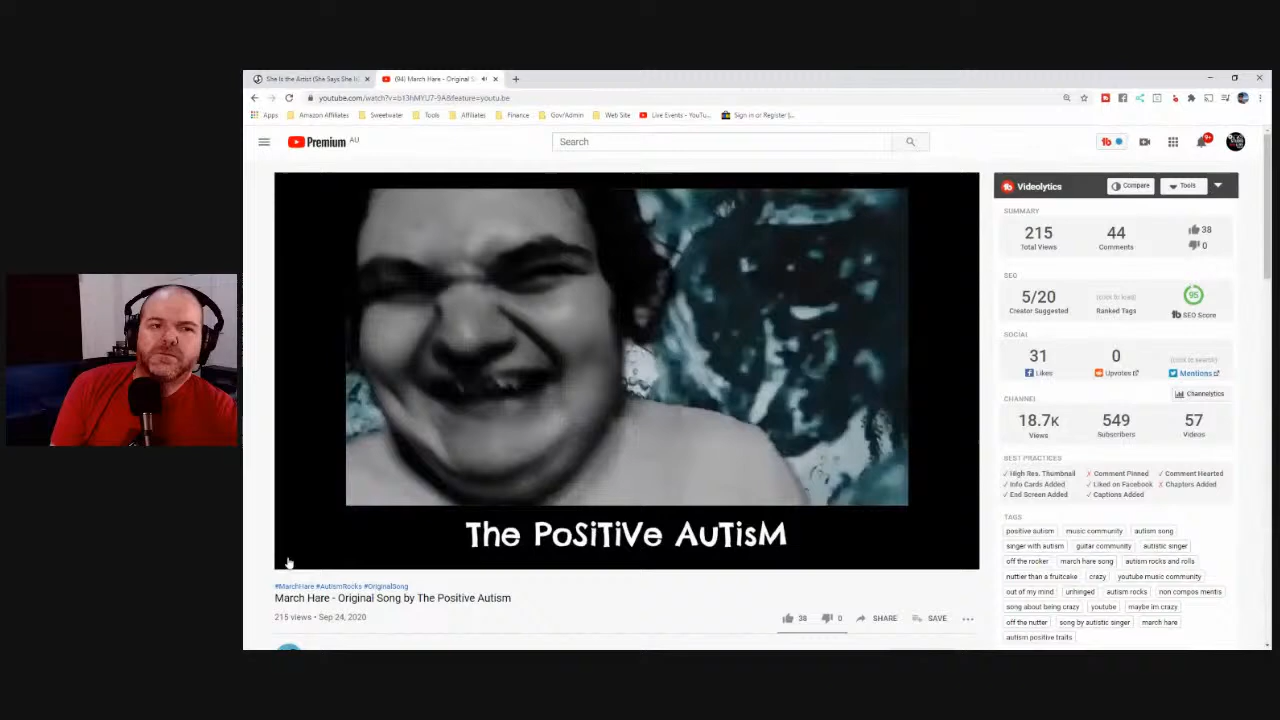 She Is the Artist (She Says She I
(94) March Hare - Original S
youtube.com/watch?v=b13hMYU7-9A&feature=youtu.be
Apps Amazon Affiliates Sweetwater Tools Affiliates Finance Gov/Admin Web Site Live Events - YouTu... Sign in or Register |...
Premium AU
Search
9+
Videolytics Compare Tools
SUMMARY
215 44 38
Total Views Comments 0
SEO
5/20 (click to load) 95
Creator Suggested Ranked Tags SEO Score
SOCIAL
31 0 (click to search)
Likes Upvotes Mentions
CHANNEL Channelytics
18.7K 549 57
Views Subscribers Videos
BEST PRACTICES
✓ High Res. Thumbnail ✗ Comment Pinned ✓ Comment Hearted
✓ Info Cards Added ✓ Liked on Facebook ✗ Chapters Added
✓ End Screen Added ✓ Captions Added
TAGS
positive autism music community autism song
singer with autism guitar community autistic singer
off the rocker march hare song autism rocks and rolls
nuttier than a fruitcake crazy youtube music community
out of my mind unhinged autism rocks non compos mentis
song about being crazy youtube maybe im crazy
off the nutter song by autistic singer march hare
autism positive traits
The PoSiTiVe AuTisM
#MarchHare #AutismRocks #OriginalSong
March Hare - Original Song by The Positive Autism
215 views • Sep 24, 2020
38 0 SHARE SAVE